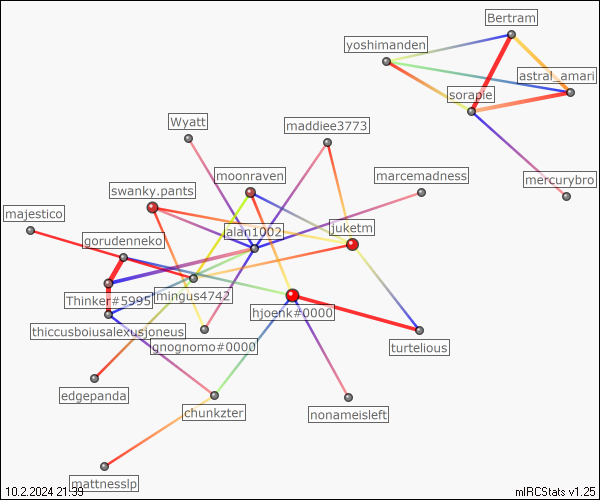 Bertram
yoshimanden
astral_amari
sorapie
Wyatt
maddiee3773
mercurybro
moonraven
marcemadness
swanky.pants
majestico
alan1002
juketm
gorudenneko
Thinker#5995
mingus4742
hjoenk#0000
thiccusboiusalexusjoneus
gnognomo#0000
turtelious
edgepanda
chunkzter
nonameisleft
mattnesslp
10.2.2024 21:39
mIRCStats v1.25